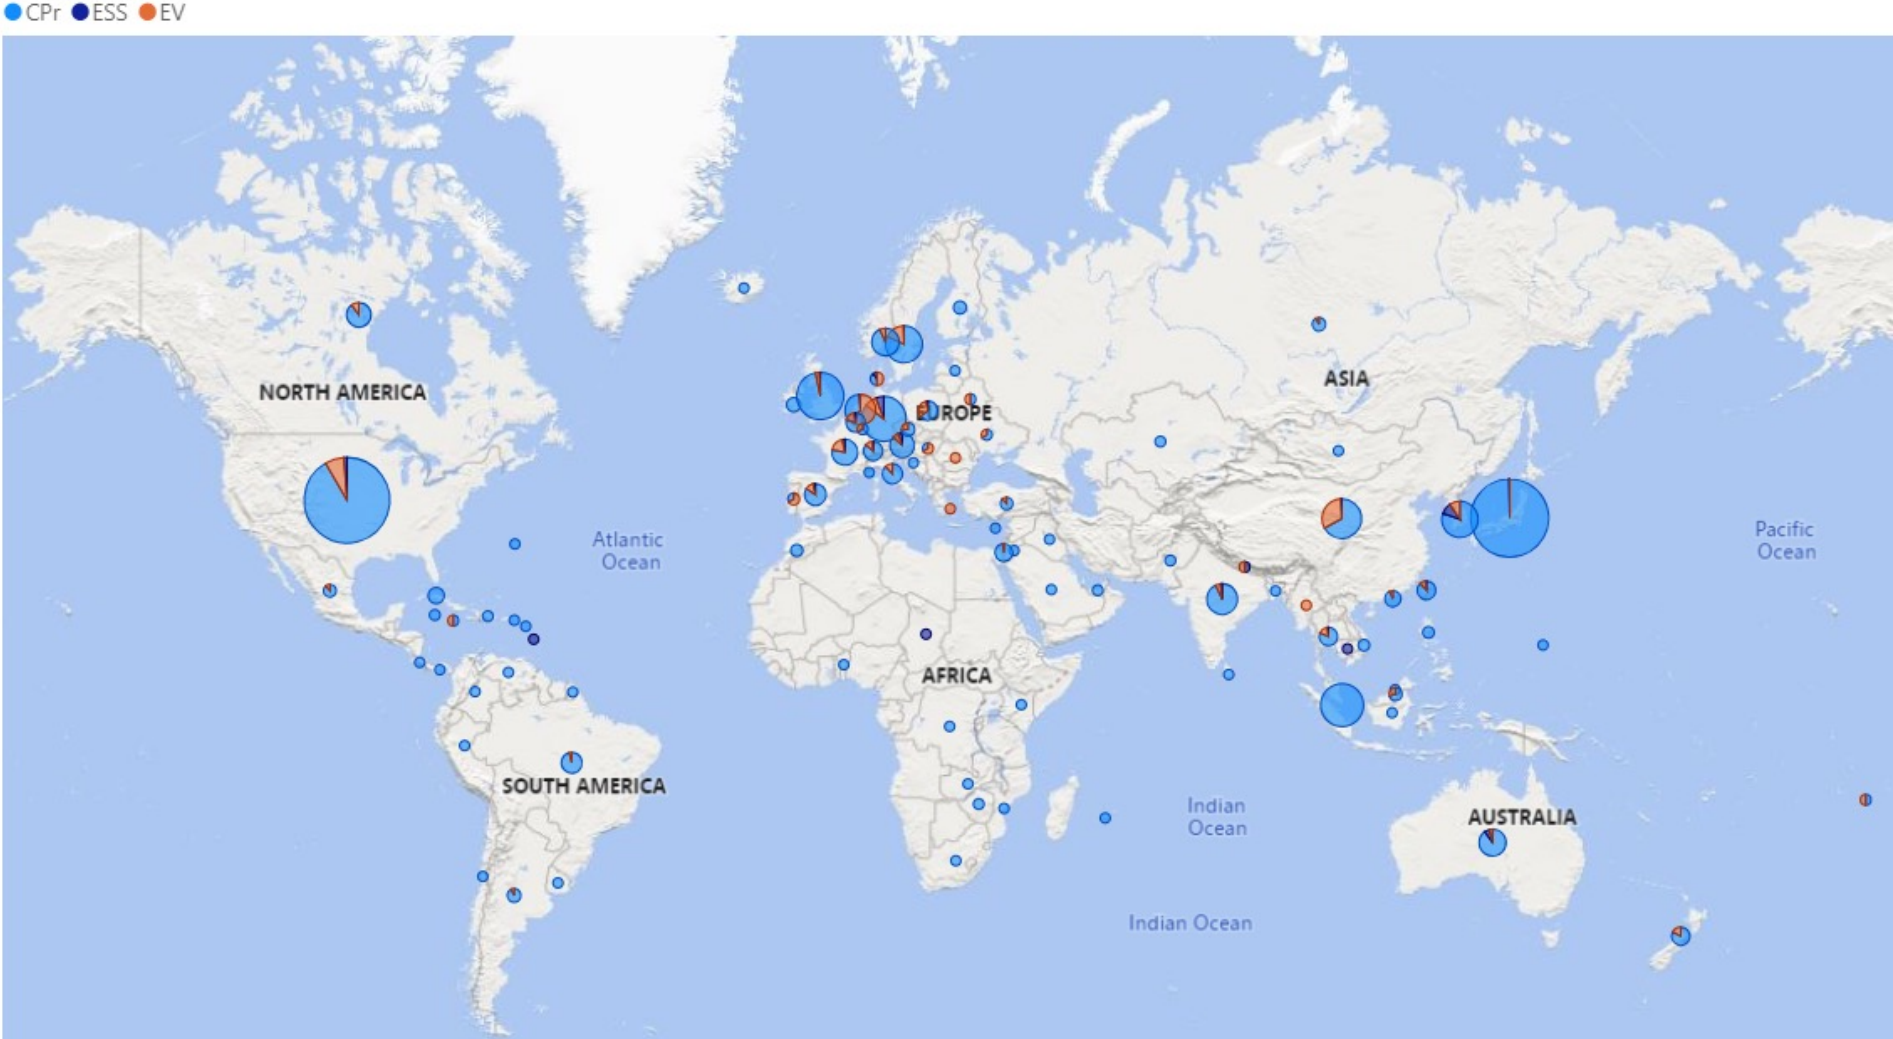 CPr ESS EV
NORTH AMERICA
ASIA
EUROPE
Atlantic
Ocean
Pacific
Ocean
AFRICA
SOUTH AMERICA
Indian
Ocean
AUSTRALIA
Indian Ocean